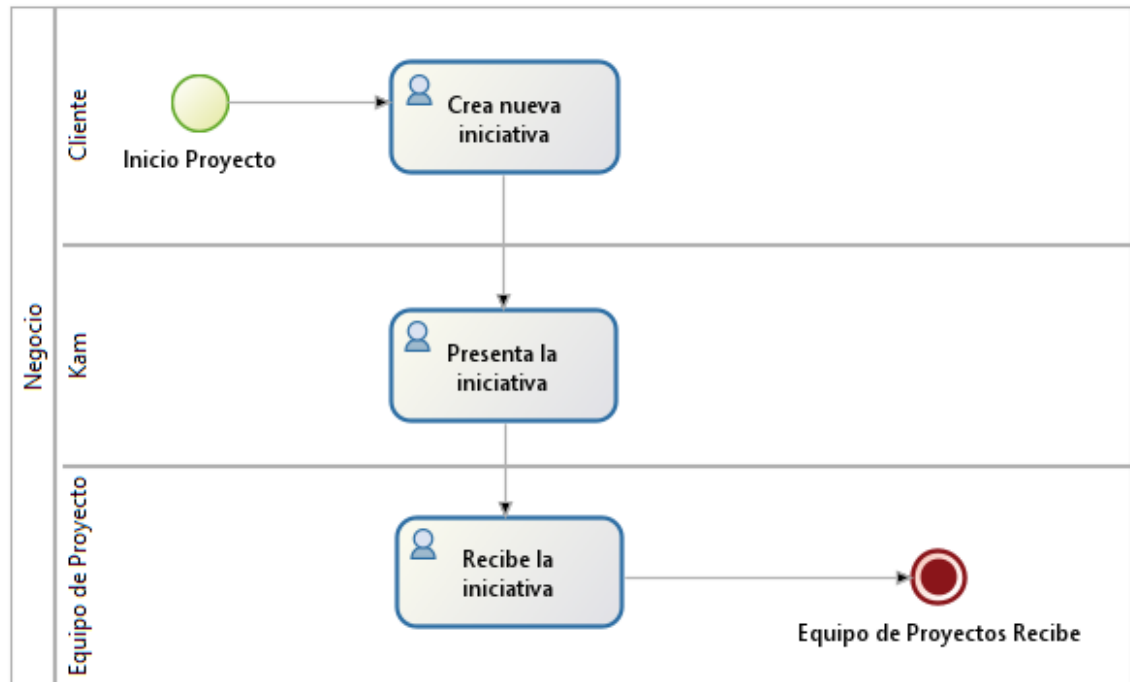 Negocio
Cliente
Inicio Proyecto
Crea nueva
iniciativa
Kam
Presenta la
iniciativa
Equipo de Proyecto
Recibe la
iniciativa
Equipo de Proyectos Recibe